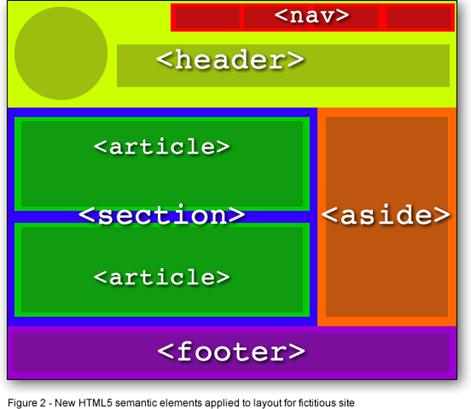 <nav>
<header>
<article>
<section>
<aside>
<article>
<footer>
Figure 2 - New HTML5 semantic elements applied to layout for fictitious site